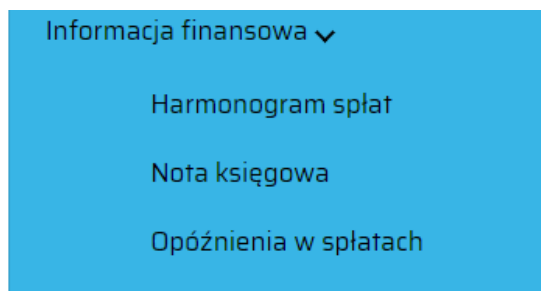 Informacja finansowa
Harmonogram spłat
Nota księgowa
Opóźnienia w spłatach